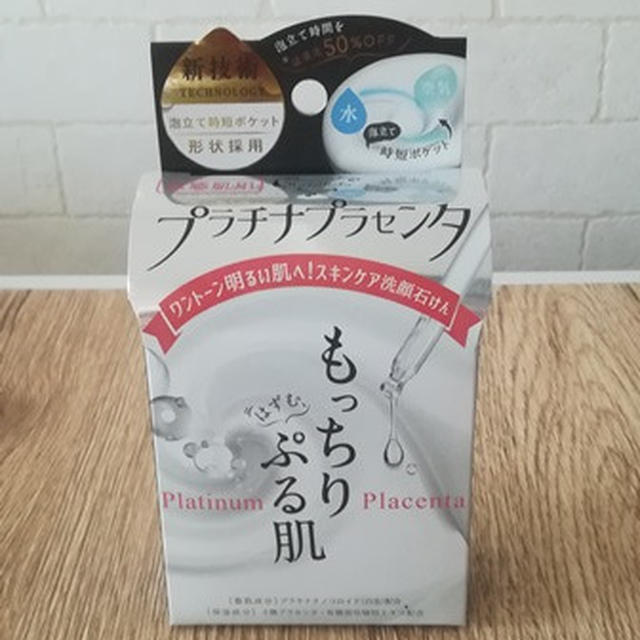 泡立て時間を
50%OFF
新技術
TECHNOLOGY
泡立て時短ポケット
形状採用
水
空気
泡立て
時短ポケット
プラチナプラセンタ
ワントーン明るい肌へ!スキンケア洗顔石けん
もっちり
はずむ、
ぷる肌
Platinum Placenta